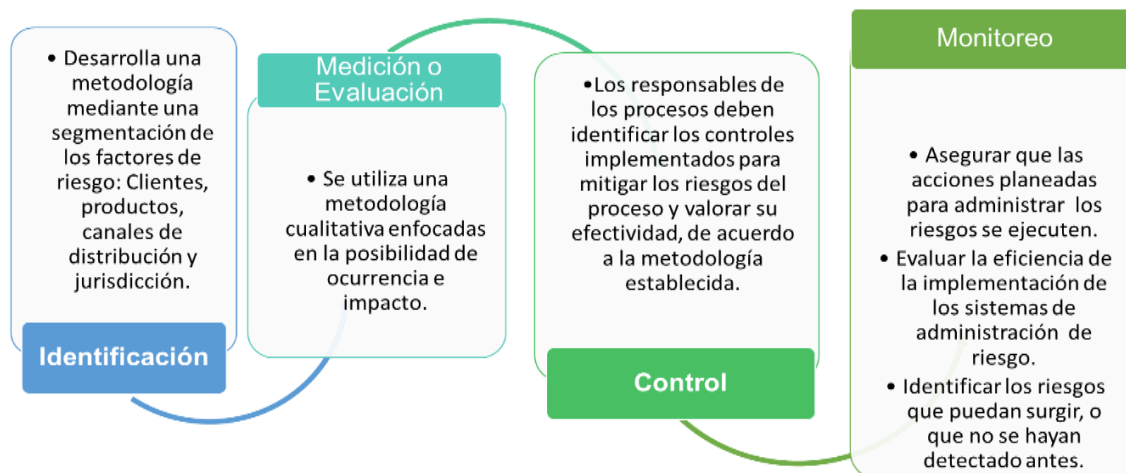 • Desarrolla una
metodología
mediante una
segmentación de
los factores de
riesgo: Clientes,
productos,
canales de
distribución y
jurisdicción.
Identificación
Medición o
Evaluación
• Se utiliza una
metodología
cualitativa enfocadas
en la posibilidad de
ocurrencia e
impacto.
•Los responsables de
los procesos deben
identificar los controles
implementados para
mitigar los riesgos del
proceso y valorar su
efectividad, de acuerdo
a la metodología
establecida.
Control
Monitoreo
• Asegurar que las
acciones planeadas
para administrar los
riesgos se ejecuten.
• Evaluar la eficiencia de
la implementación de
los sistemas de
administración de
riesgo.
• Identificar los riesgos
que puedan surgir, o
que no se hayan
detectado antes.